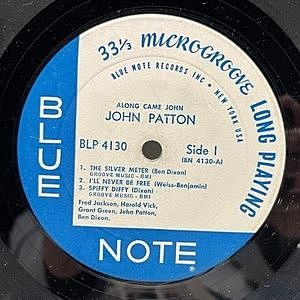 33 1/3 MICROGROOVE LONG PLAYING
BLUE NOTE RECORDS INC • NEW YORK USA
ALONG CAME JOHN
JOHN PATTON
BLP 4130
Side 1
(BN 4130-A)
1. THE SILVER METER (Ben Dixon)
GROOVE MUSIC - BMI
2. I'LL NEVER BE FREE (Weiss-Benjamin)
3. SPIFFY DIFFY (Dixon)
GROOVE MUSIC - BMI
Fred Jackson, Harold Vick,
Grant Green, John Patton,
Ben Dixon.
BLUE
NOTE
®